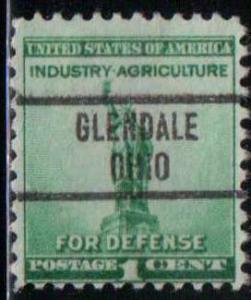 UNITED STATES OF AMERICA
INDUSTRY-AGRICULTURE
GLENDALE
OHIO
FOR DEFENSE
POSTAGE 1 CENT